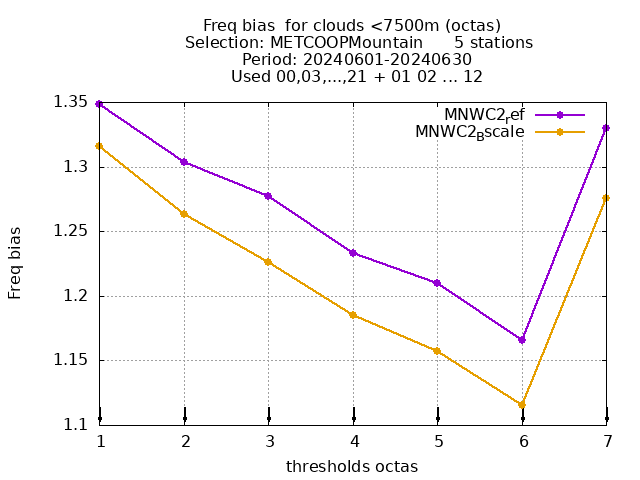 Freq bias  for clouds <7500m (octas)
Selection: METCOOPMountain      5 stations
Period: 20240601-20240630
Used 00,03,...,21 + 01 02 ... 12
MNWC2ref
MNWC2Bscale
1.35
1.3
1.25
1.2
1.15
1.1
Freq bias
1 2 3 4 5 6 7
thresholds octas